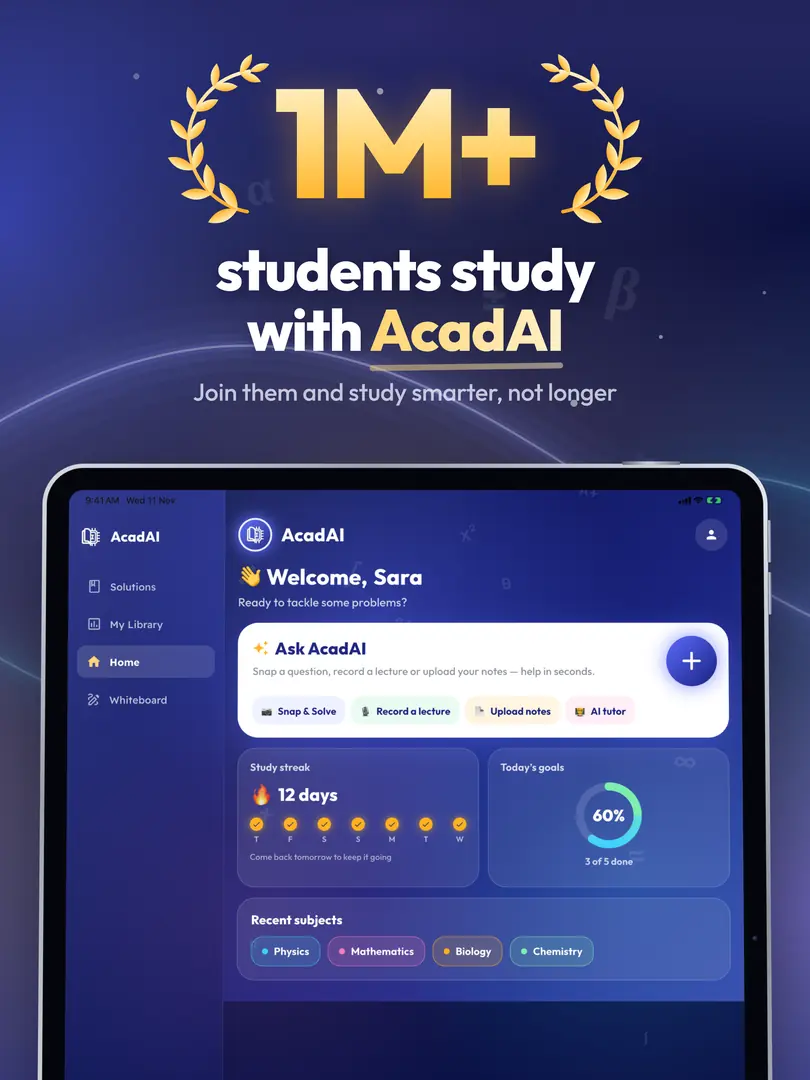 1M+
students study
with AcadAI
Join them and study smarter, not longer
9:41 AM Wed 11 Nov
AcadAI
Solutions
My Library
Home
Whiteboard
AcadAI
👋 Welcome, Sara
Ready to tackle some problems?
✨ Ask AcadAI
Snap a question, record a lecture or upload your notes — help in seconds.
Snap & Solve
Record a lecture
Upload notes
AI tutor
Study streak
🔥 12 days
T F S S M T W
Come back tomorrow to keep it going
Today's goals
60%
3 of 5 done
Recent subjects
Physics
Mathematics
Biology
Chemistry
α
β
x²
θ
∞